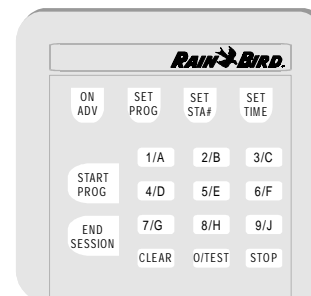 RAIN BIRD.
ON ADV
SET PROG
SET STA#
SET TIME
1/A 2/B 3/C
START PROG
4/D 5/E 6/F
7/G 8/H 9/J
END SESSION
CLEAR 0/TEST STOP